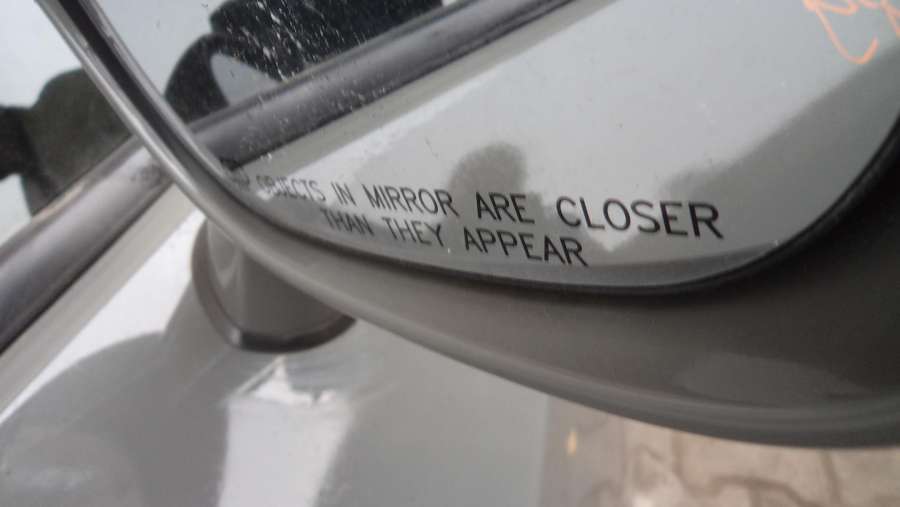 OBJECTS IN MIRROR ARE CLOSER
THAN THEY APPEAR